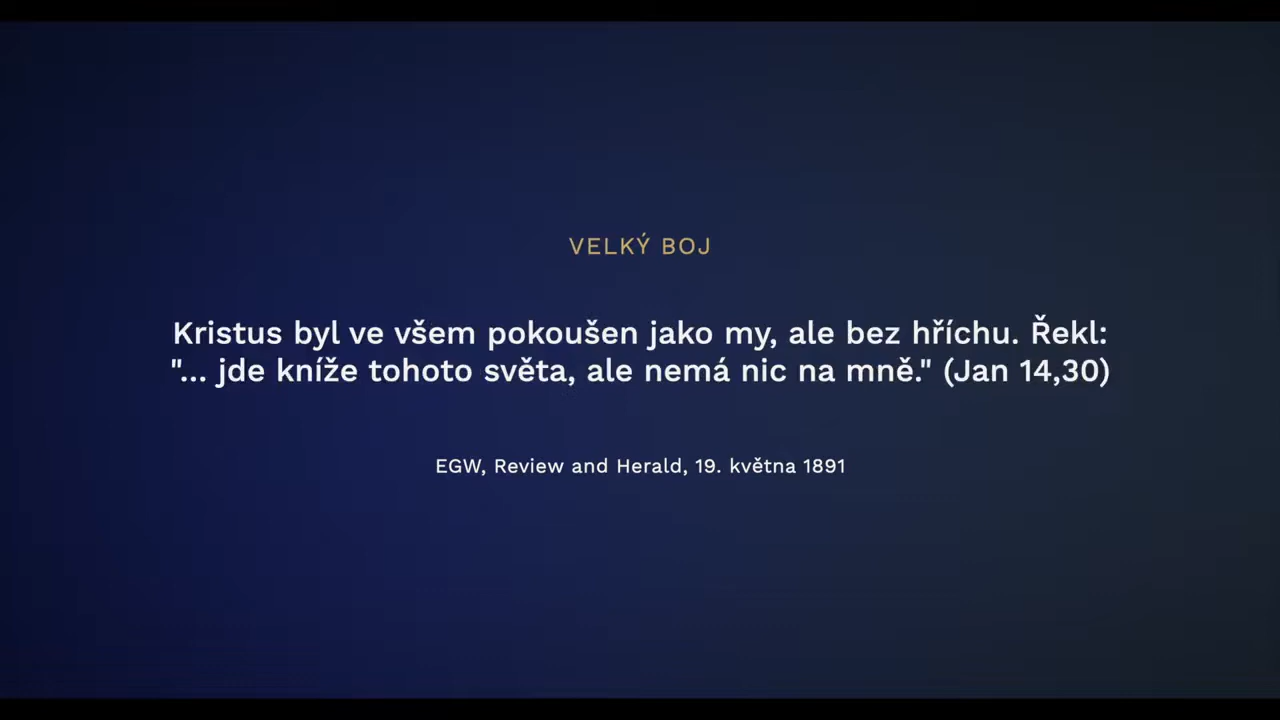 VELKÝ BOJ
Kristus byl ve všem pokoušen jako my, ale bez hříchu. Řekl:
"... jde kníže tohoto světa, ale nemá nic na mně." (Jan 14,30)
EGW, Review and Herald, 19. května 1891